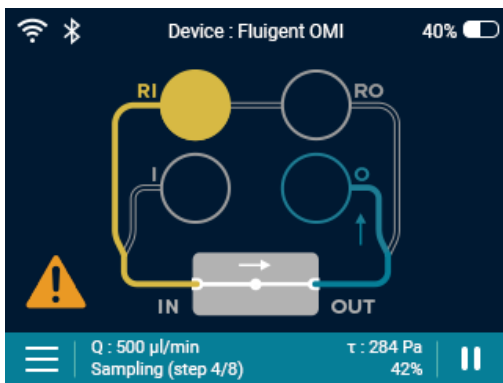 Device : Fluigent OMI
40%
RI
RO
I
O
IN
OUT
Q : 500 µl/min
τ : 284 Pa
Sampling (step 4/8)
42%